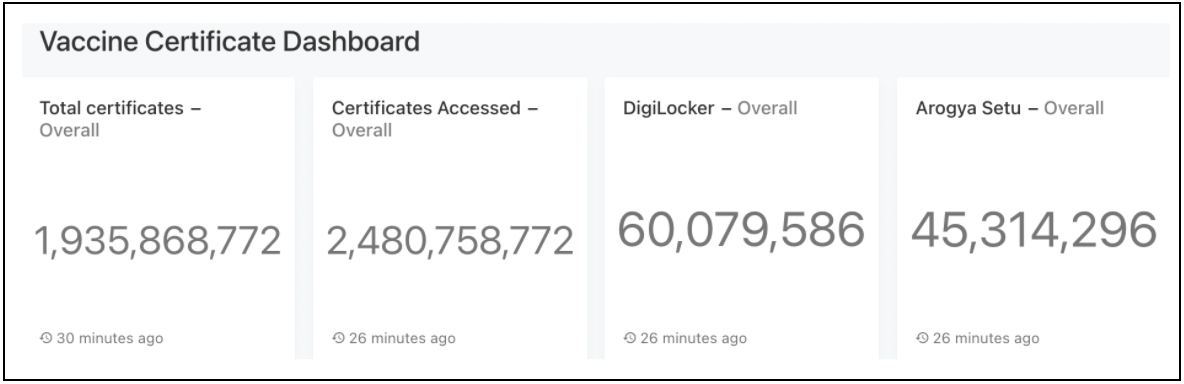 Vaccine Certificate Dashboard
Total certificates –
Overall
1,935,868,772
30 minutes ago
Certificates Accessed –
Overall
2,480,758,772
26 minutes ago
DigiLocker – Overall
60,079,586
26 minutes ago
Arogya Setu – Overall
45,314,296
26 minutes ago